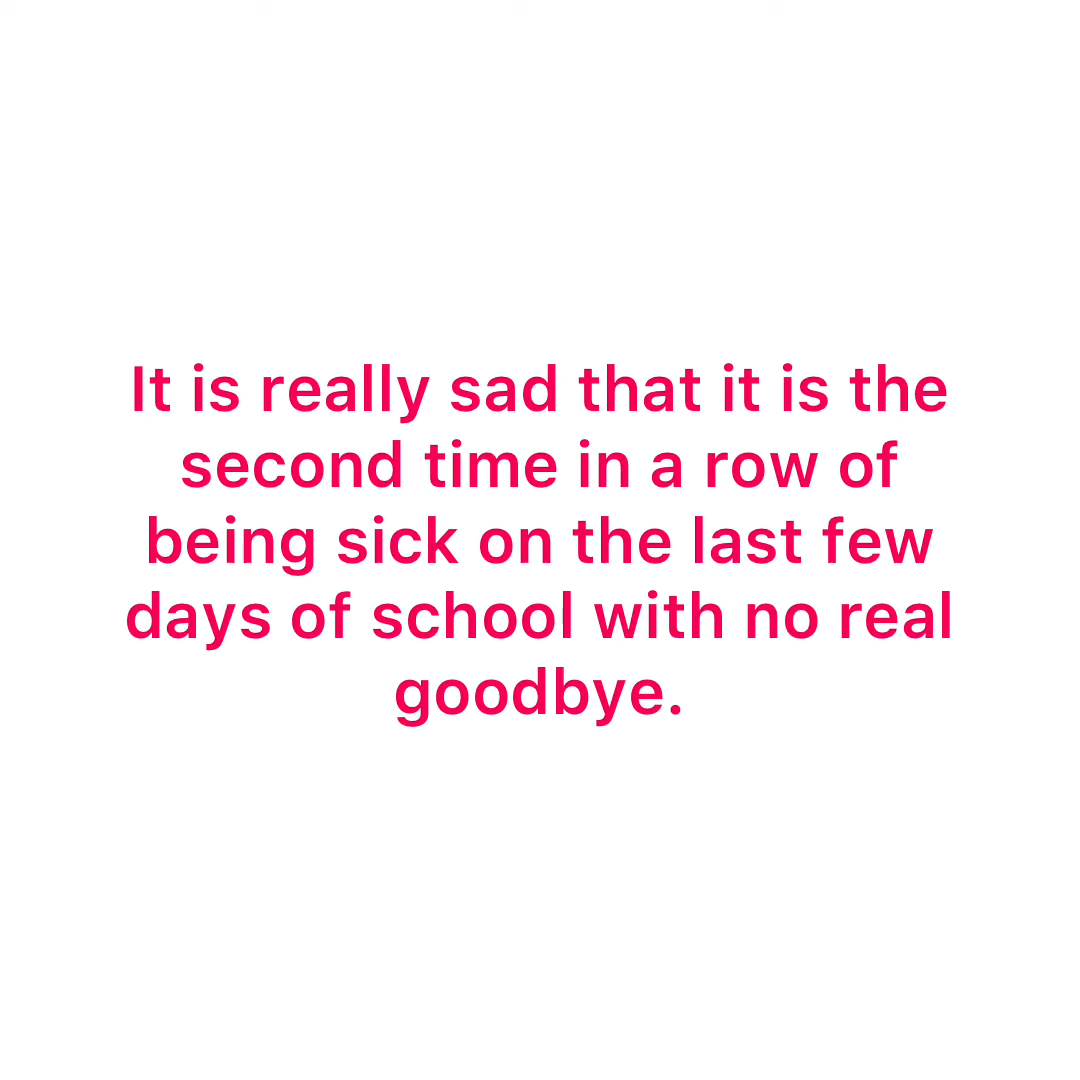 It is really sad that it is the
second time in a row of
being sick on the last few
days of school with no real
goodbye.